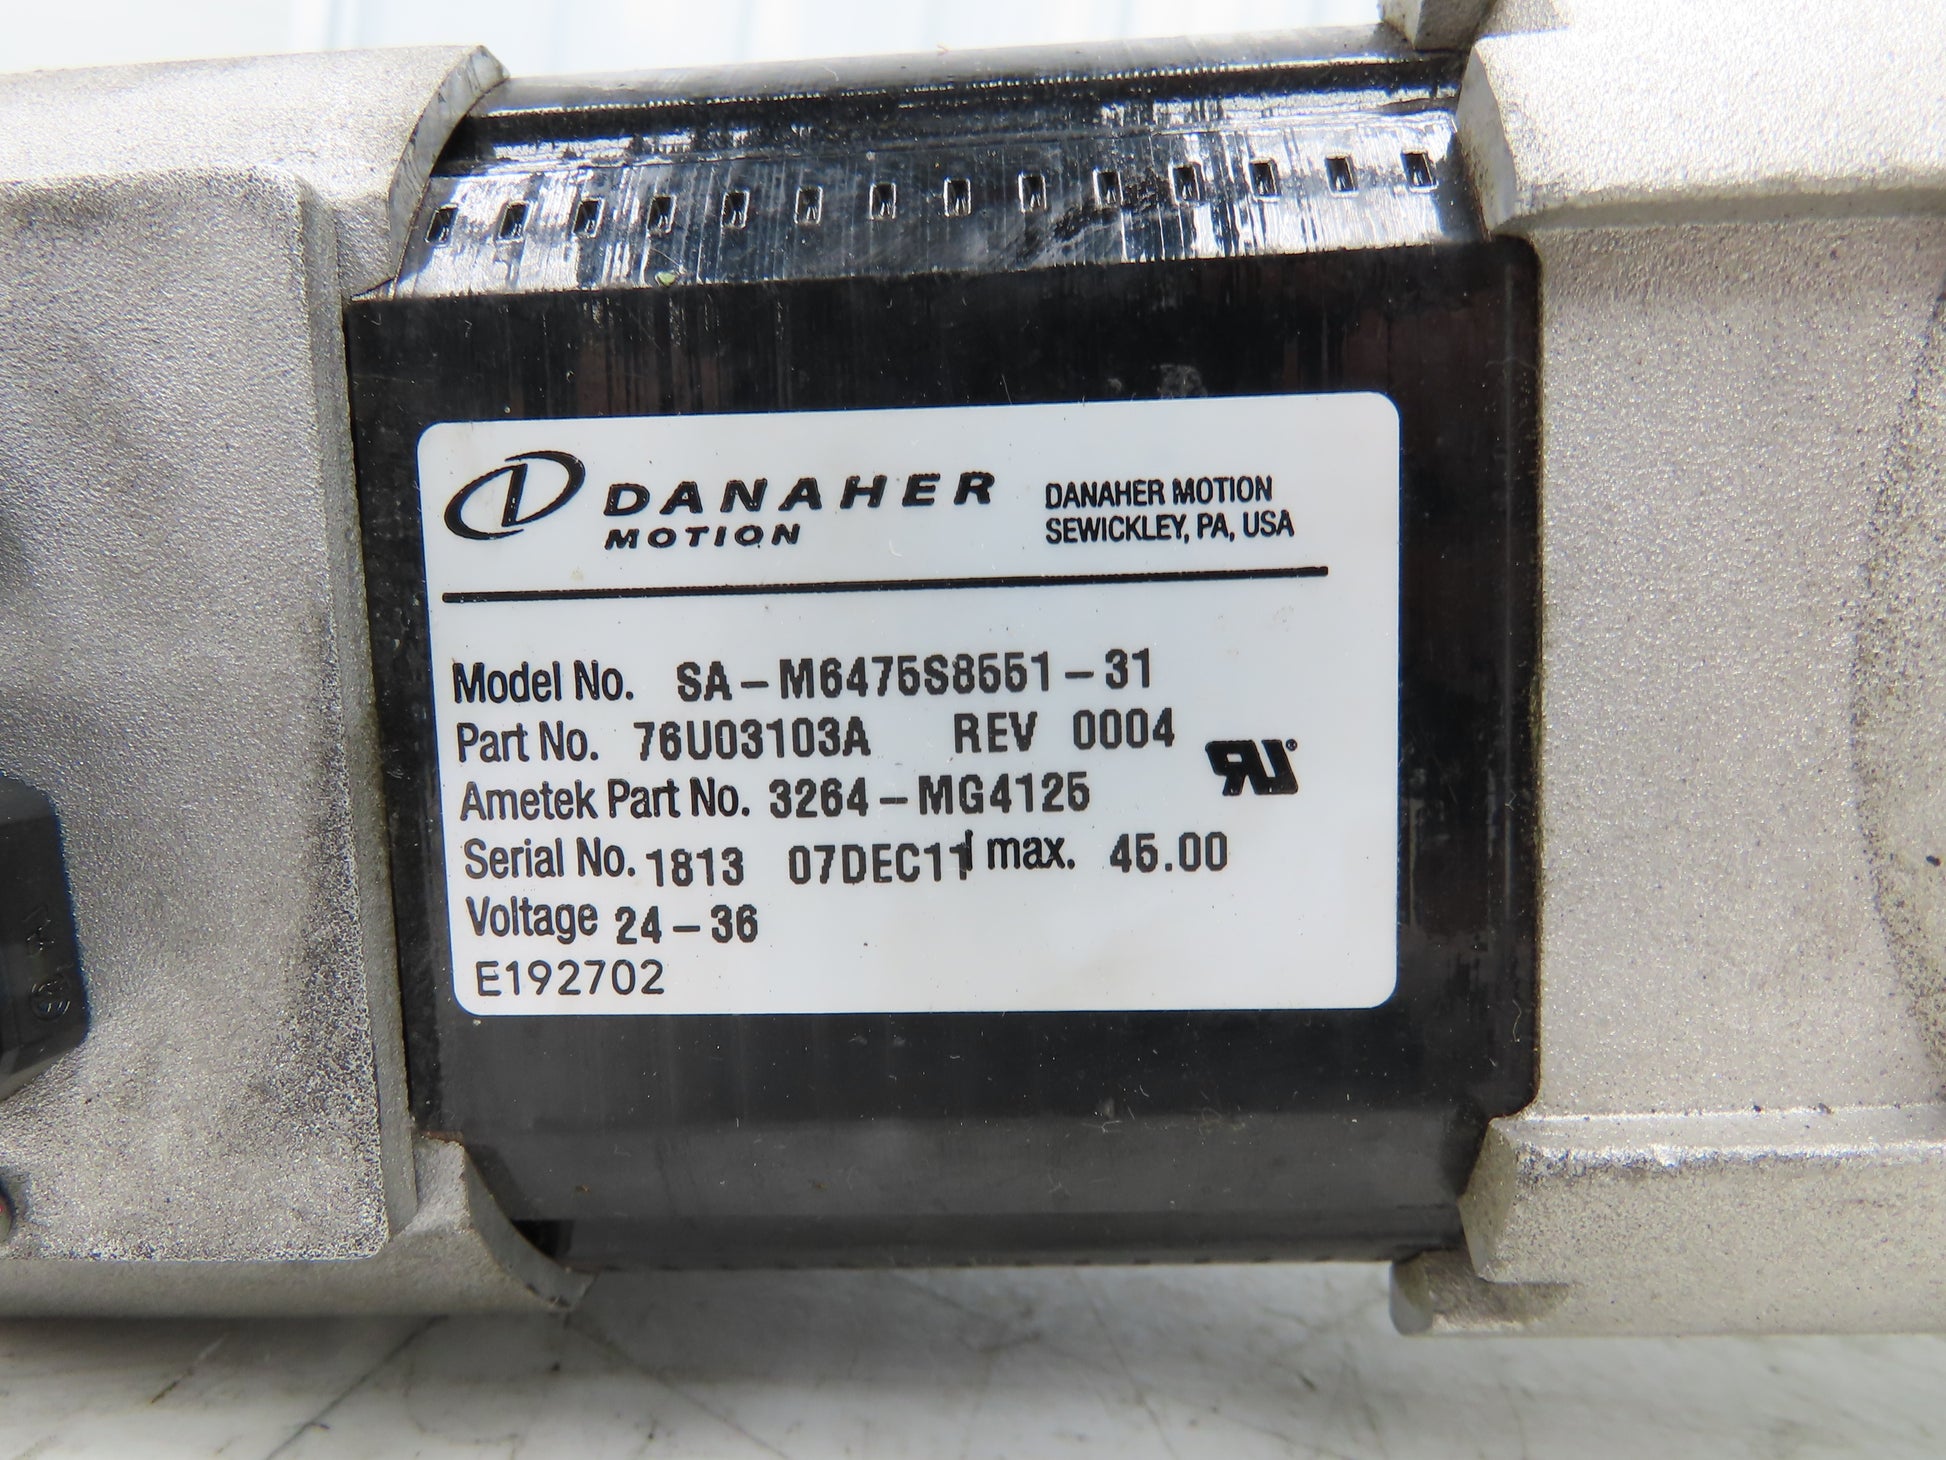 DANAHER
MOTION
DANAHER MOTION
SEWICKLEY, PA, USA
Model No. SA-M6475S8551-31
Part No. 76U03103A REV 0004
Ametek Part No. 3264-MG4125
Serial No. 1813 07DEC11 I max. 45.00
Voltage 24-36
E192702